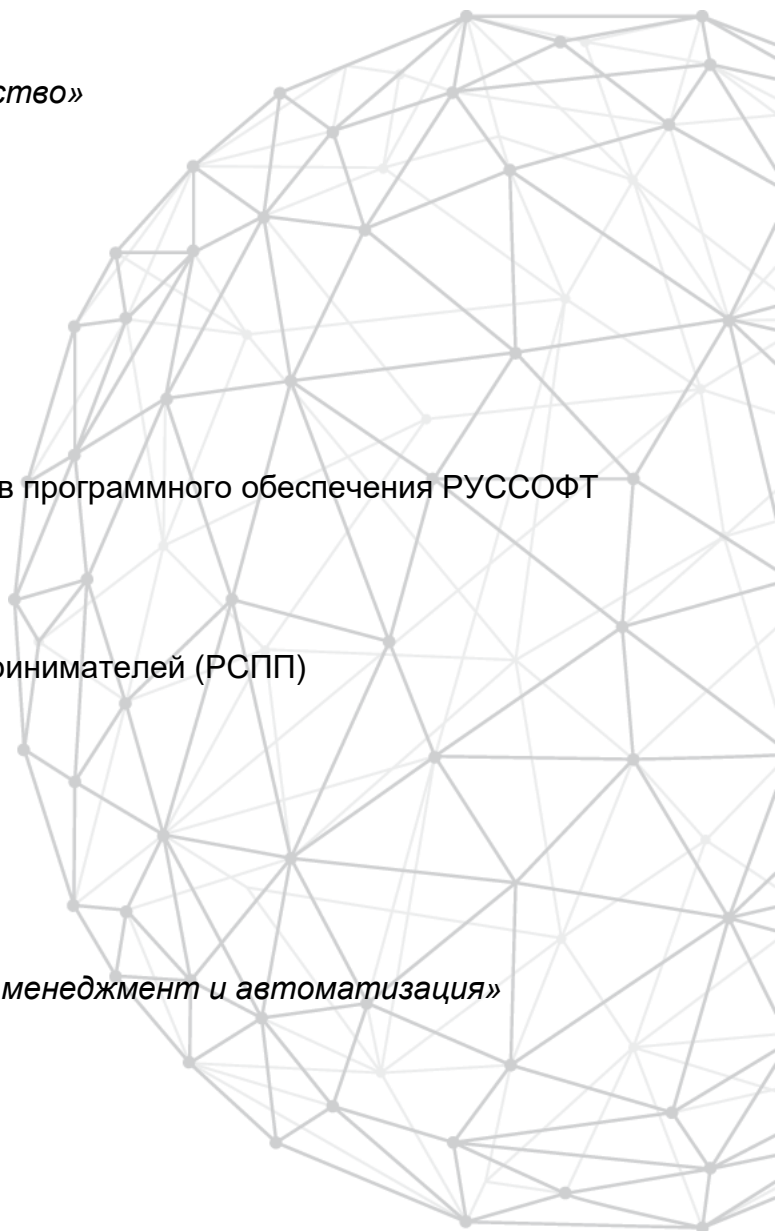 ство»
в программного обеспечения РУССОФТ
ринимателей (РСПП)
менеджмент и автоматизация»